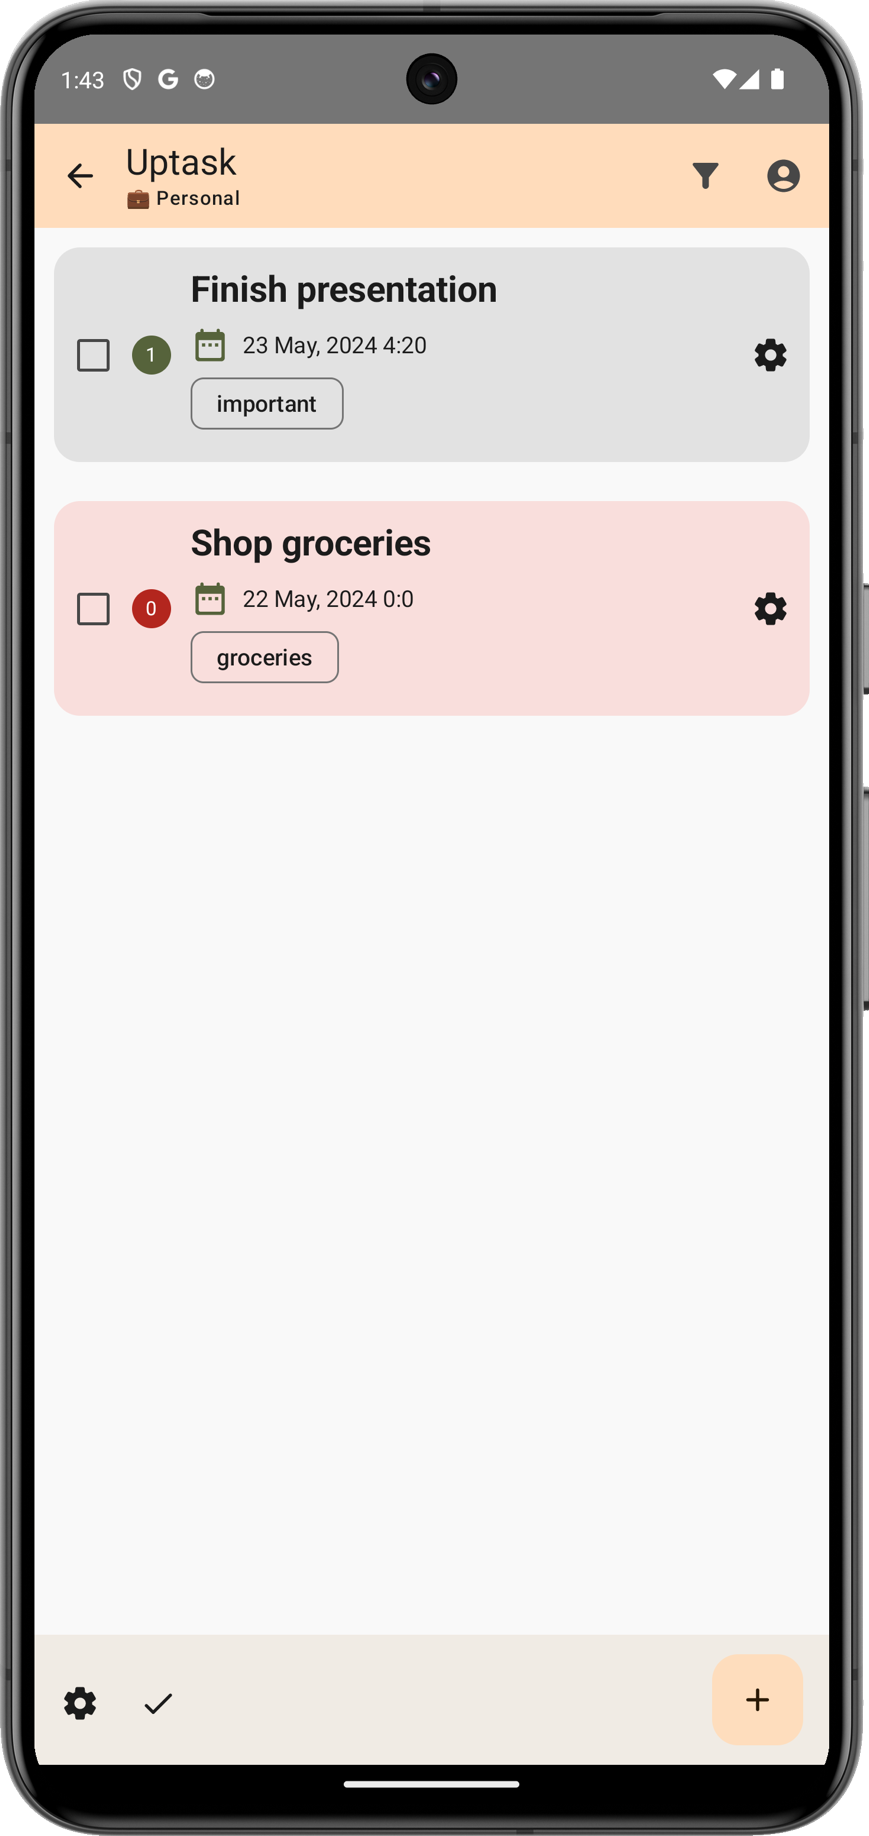 1:43
Uptask
💼 Personal
Finish presentation
1
23 May, 2024 4:20
important
Shop groceries
0
22 May, 2024 0:0
groceries